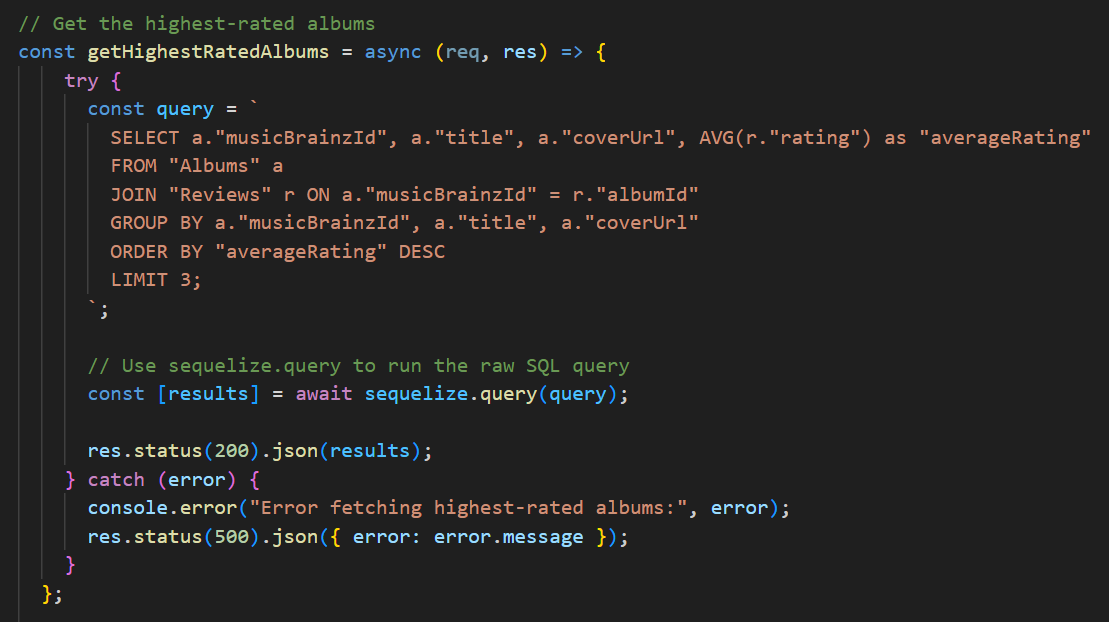 // Get the highest-rated albums
const getHighestRatedAlbums = async (req, res) => {
    try {
      const query = `
        SELECT a."musicBrainzId", a."title", a."coverUrl", AVG(r."rating") as "averageRating"
        FROM "Albums" a
        JOIN "Reviews" r ON a."musicBrainzId" = r."albumId"
        GROUP BY a."musicBrainzId", a."title", a."coverUrl"
        ORDER BY "averageRating" DESC
        LIMIT 3;
      `;

      // Use sequelize.query to run the raw SQL query
      const [results] = await sequelize.query(query);

      res.status(200).json(results);
    } catch (error) {
      console.error("Error fetching highest-rated albums:", error);
      res.status(500).json({ error: error.message });
    }
  };